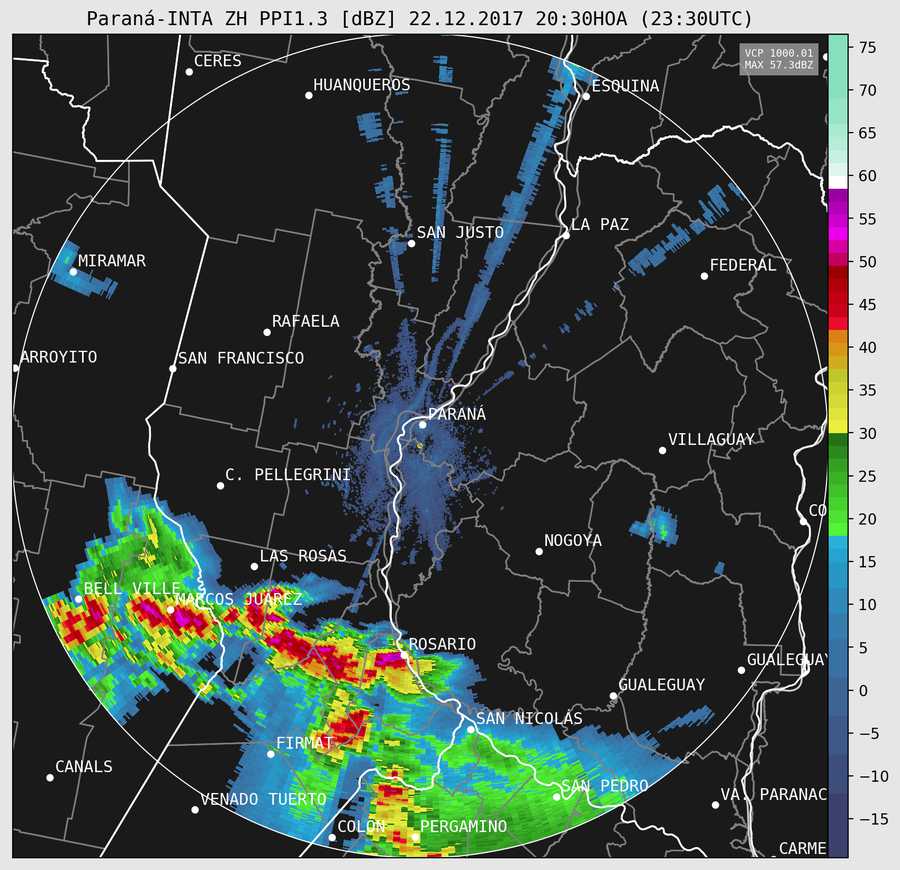 Paraná-INTA ZH PPI1.3 [dBZ] 22.12.2017 20:30HOA (23:30UTC)
VCP 1000.01
MAX 57.3dBZ
CERES
HUANQUEROS
ESQUINA
SAN JUSTO
LA PAZ
MIRAMAR
FEDERAL
RAFAELA
ARROYITO
SAN FRANCISCO
PARANÁ
VILLAGUAY
C. PELLEGRINI
CO
NOGOYA
LAS ROSAS
BELL VILLE
MARCOS JUAREZ
ROSARIO
GUALEGUAY
GUALEGUAY
SAN NICOLÁS
FIRMAT
CANALS
SAN PEDRO
VENADO TUERTO
VA. PARANAC
COLON
PERGAMINO
CARME
75
70
65
60
55
50
45
40
35
30
25
20
15
10
5
0
−5
−10
−15